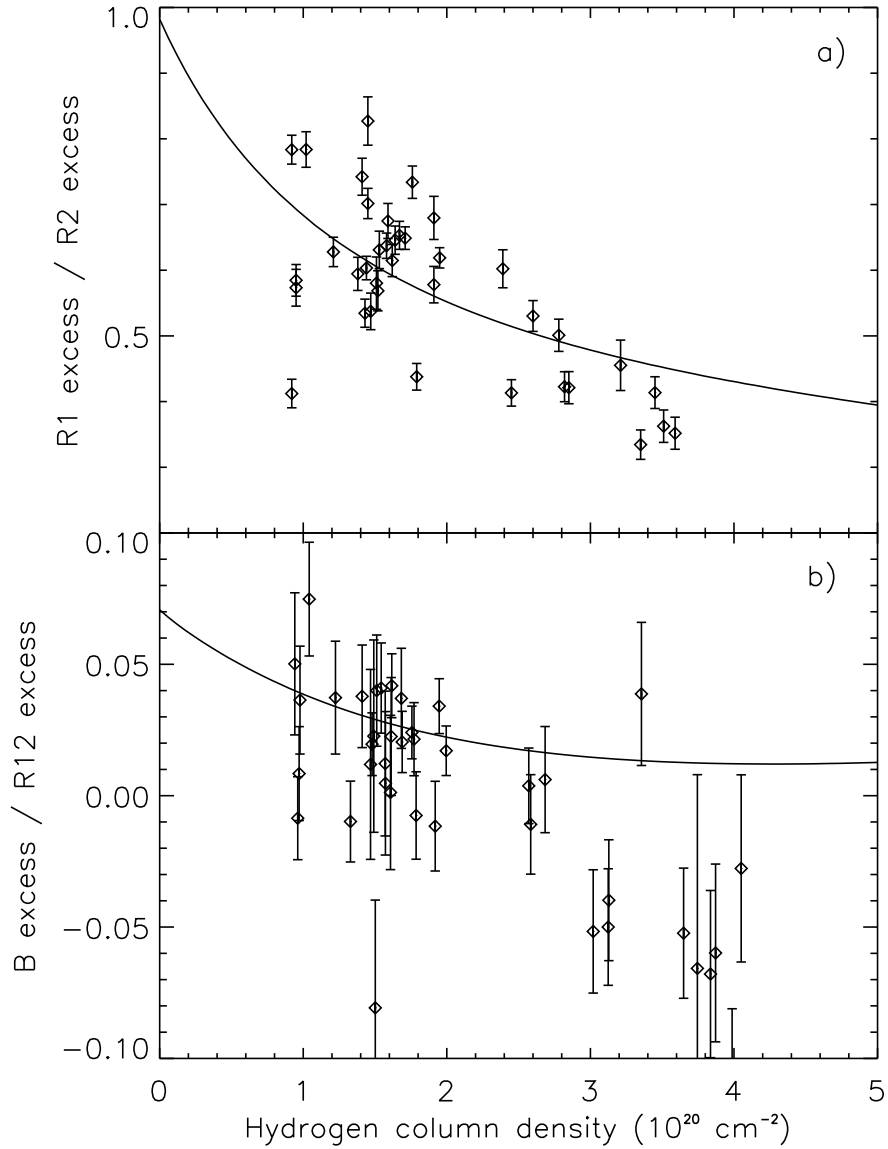 1.0
a)
R1 excess / R2 excess
0.5
0.10
b)
0.05
B excess / R12 excess
0.00
−0.05
−0.10
0 1 2 3 4 5
Hydrogen column density (10²⁰ cm⁻²)